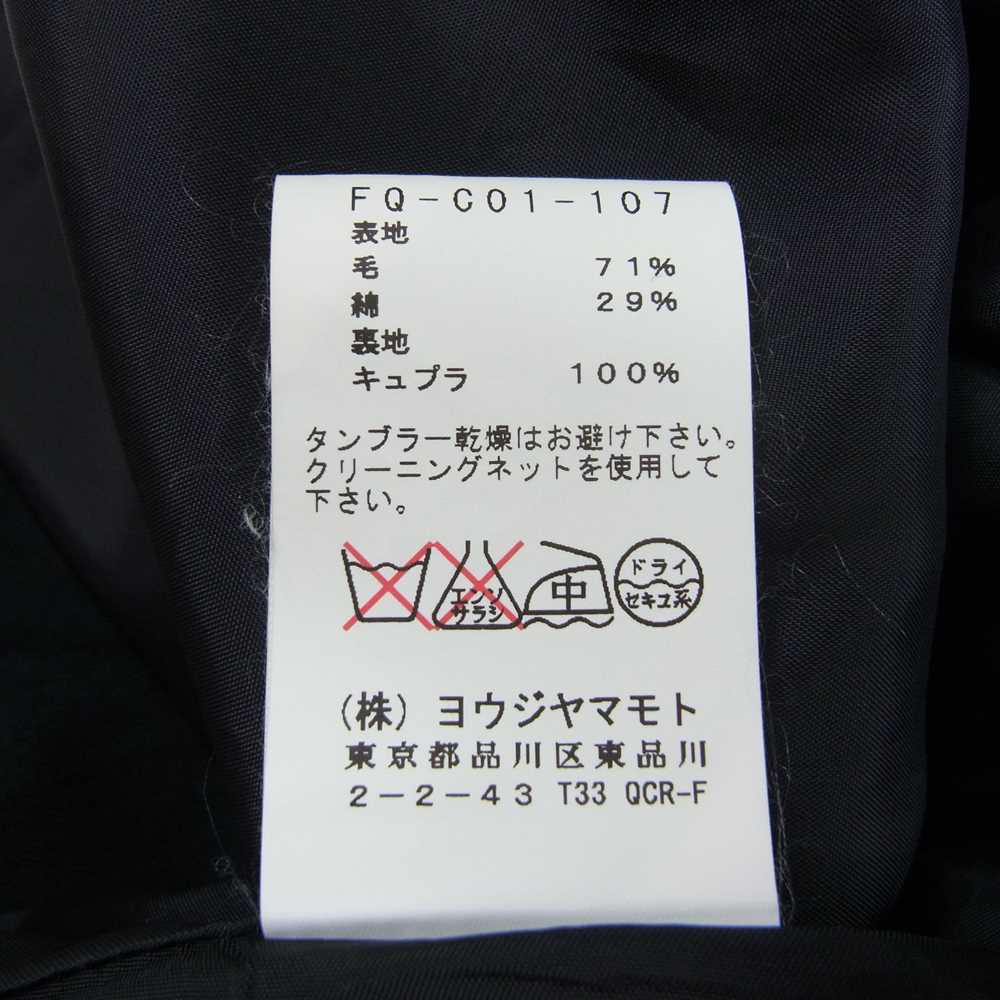 FQ-C01-107
表地
毛 71%
綿 29%
裏地
キュプラ 100%
タンブラー乾燥はお避け下さい。
クリーニングネットを使用して
下さい。
エンソ
サラシ
中
ドライ
セキユ系
(株) ヨウジヤマモト
東京都品川区東品川
2-2-43 T33 QCR-F